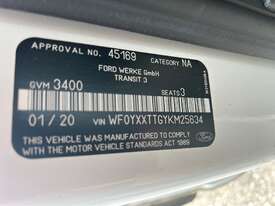 APPROVAL NO. 45169 CATEGORY NA
FORD WERKE GmbH
TRANSIT 3
GVM 3400 SEATS 3
01/20 VIN WF0YXXTTGYKM25634
THIS VEHICLE WAS MANUFACTURED TO COMPLY
WITH THE MOTOR VEHICLE STANDARDS ACT 1989
Ford